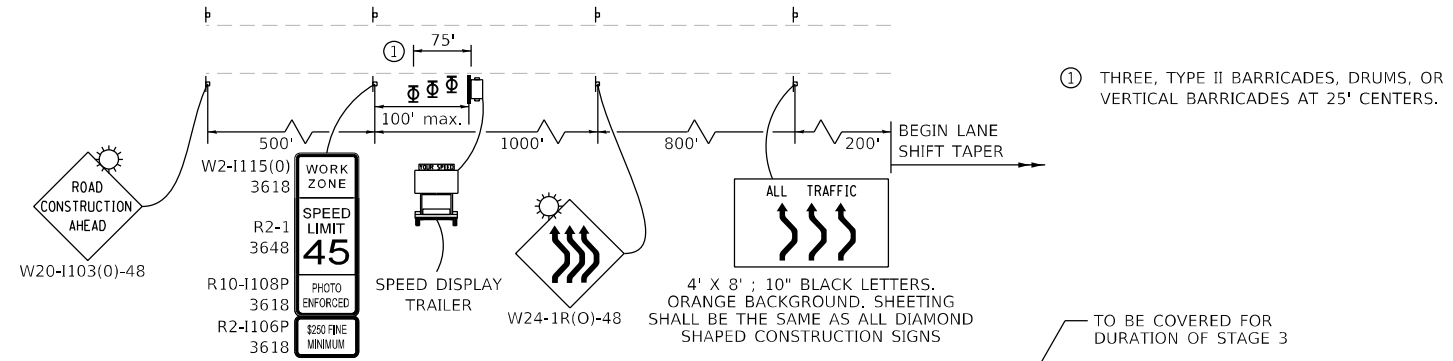 ① 75'
① THREE, TYPE II BARRICADES, DRUMS, OR
VERTICAL BARRICADES AT 25' CENTERS.
100' max.
500'
1000'
800'
200'
BEGIN LANE
SHIFT TAPER
ROAD
CONSTRUCTION
AHEAD
W20-I103(0)-48
W2-I115(0)
3618
WORK
ZONE
R2-1
3648
SPEED
LIMIT
45
R10-I108P
3618
PHOTO
ENFORCED
R2-I106P
3618
$250 FINE
MINIMUM
YOUR SPEED
SPEED DISPLAY
TRAILER
W24-1R(O)-48
ALL TRAFFIC
4' X 8' ; 10" BLACK LETTERS.
ORANGE BACKGROUND. SHEETING
SHALL BE THE SAME AS ALL DIAMOND
SHAPED CONSTRUCTION SIGNS
TO BE COVERED FOR
DURATION OF STAGE 3